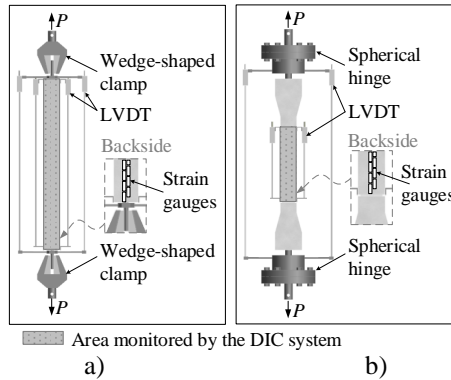 P
Wedge-shaped
clamp
LVDT
Backside
Strain
gauges
Wedge-shaped
clamp
P
P
Spherical
hinge
LVDT
Backside
Strain
gauges
Spherical
hinge
P
Area monitored by the DIC system
a)
b)